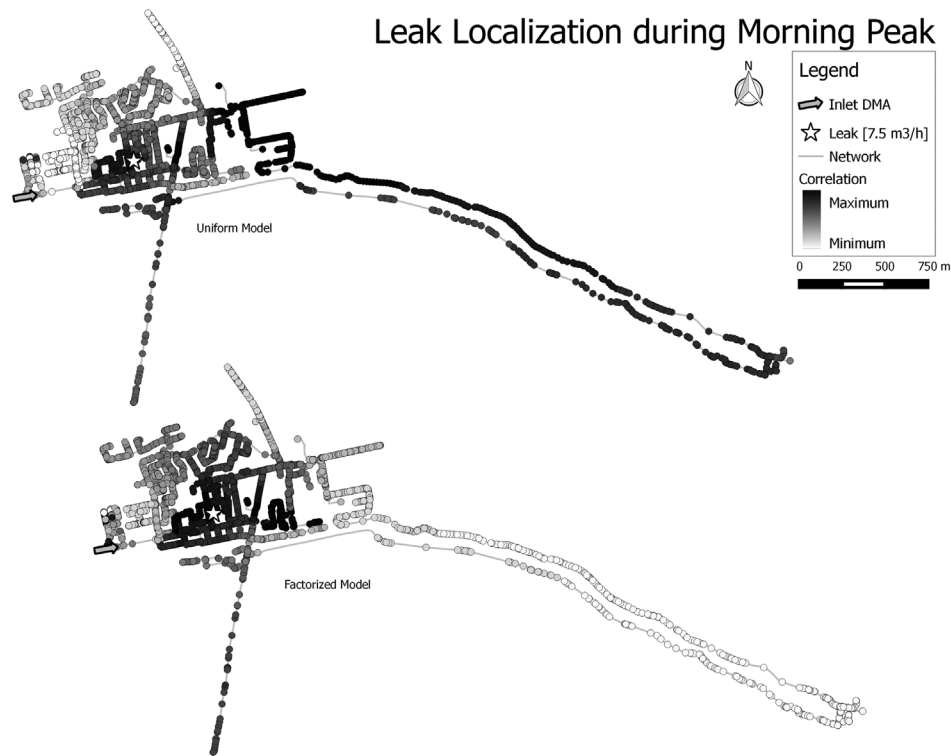 Leak Localization during Morning Peak
N
Legend
Inlet DMA
Leak [7.5 m3/h]
Network
Correlation
Maximum
Minimum
0 250 500 750 m
Uniform Model
Factorized Model